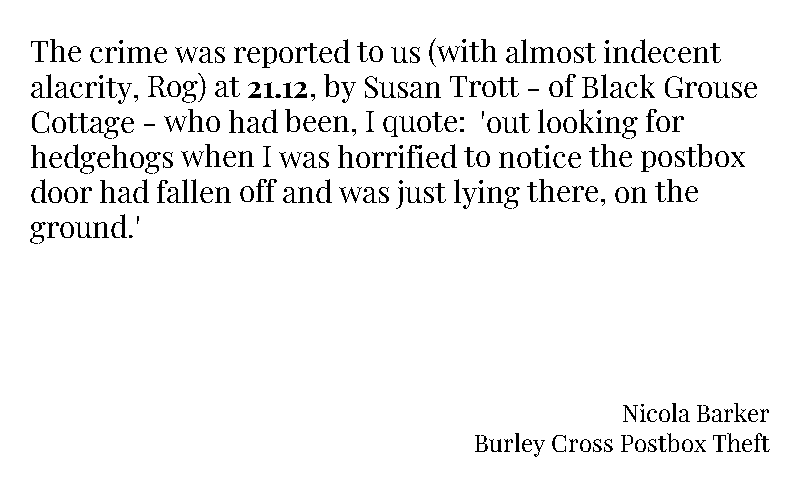 The crime was reported to us (with almost indecent
alacrity, Rog) at 21.12, by Susan Trott – of Black Grouse
Cottage – who had been, I quote:  'out looking for
hedgehogs when I was horrified to notice the postbox
door had fallen off and was just lying there, on the
ground.'
Nicola Barker
Burley Cross Postbox Theft